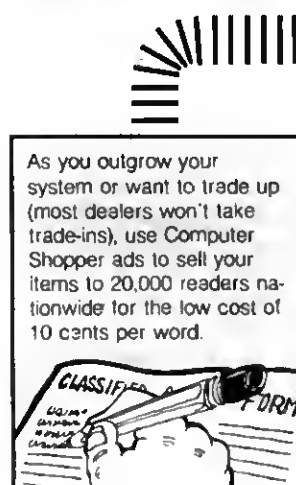 As you outgrow your
system or want to trade up
(most dealers won't take
trade-ins), use Computer
Shopper ads to sell your
items to 20,000 readers na-
tionwide for the low cost of
10 cents per word.
CLASSIFIED
FORM